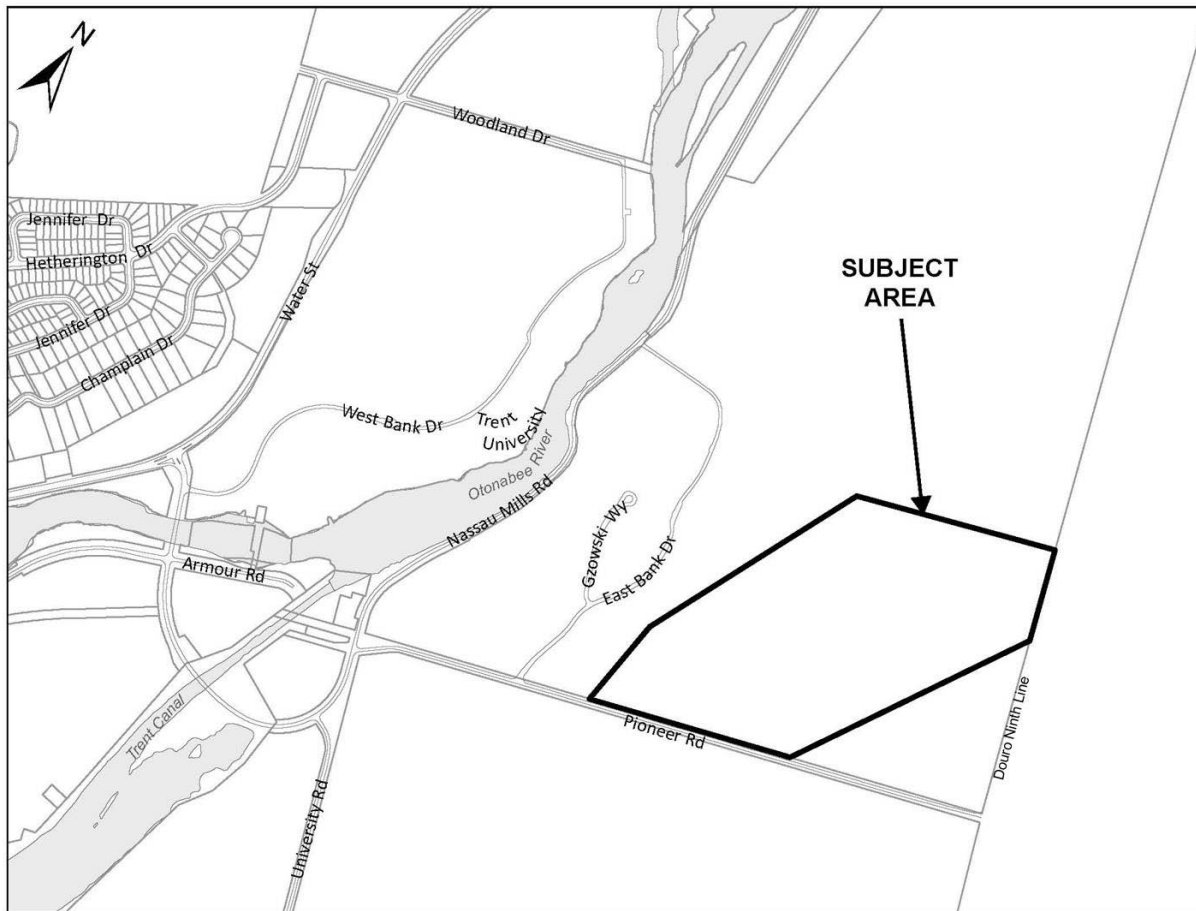 N
Woodland Dr
Jennifer Dr
Hetherington Dr
Water St
Jennifer Dr
Champlain Dr
SUBJECT
AREA
West Bank Dr
Trent
University
Otonabee River
Nassau Mills Rd
Gzowski Wy
East Bank Dr
Armour Rd
Trent Canal
Pioneer Rd
Douro Ninth Line
University Rd